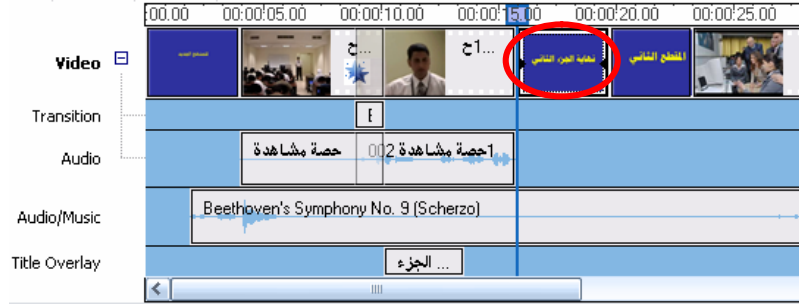 :00.00 00:00:05.00 00:00:10.00 00:00:15.00 00:00:20.00 00:00:25.00
Video
ح...
1ح...
نهاية الجزء الثاني
المقطع الثاني
Transition
Audio
حصة مشاهدة 002
1حصة مشاهدة
Audio/Music
Beethoven's Symphony No. 9 (Scherzo)
Title Overlay
الجزء ...